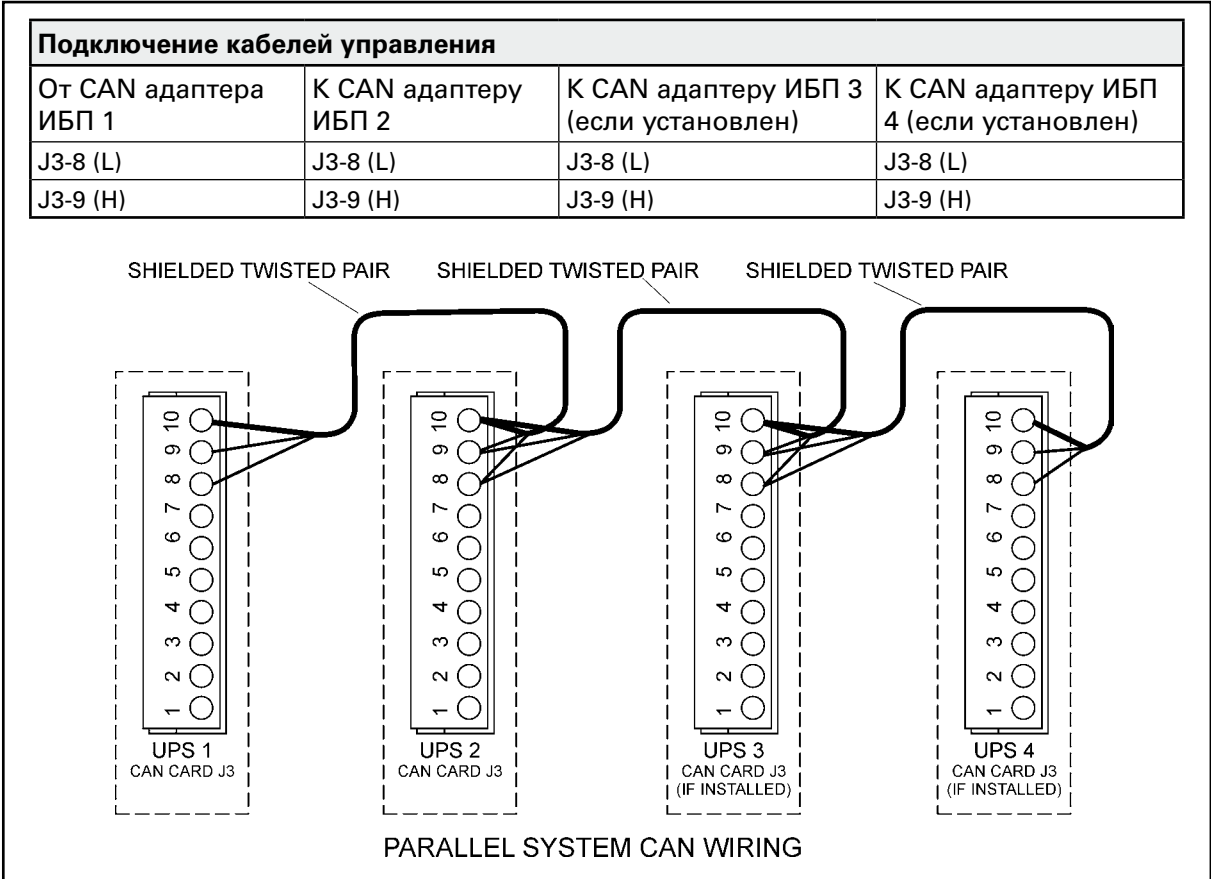 Подключение кабелей управления
От CAN адаптера ИБП 1
К CAN адаптеру ИБП 2
К CAN адаптеру ИБП 3 (если установлен)
К CAN адаптеру ИБП 4 (если установлен)
J3-8 (L)
J3-8 (L)
J3-8 (L)
J3-8 (L)
J3-9 (H)
J3-9 (H)
J3-9 (H)
J3-9 (H)
SHIELDED TWISTED PAIR
SHIELDED TWISTED PAIR
SHIELDED TWISTED PAIR
10
9
8
7
6
5
4
3
2
1
UPS 1
CAN CARD J3
10
9
8
7
6
5
4
3
2
1
UPS 2
CAN CARD J3
10
9
8
7
6
5
4
3
2
1
UPS 3
CAN CARD J3
(IF INSTALLED)
10
9
8
7
6
5
4
3
2
1
UPS 4
CAN CARD J3
(IF INSTALLED)
PARALLEL SYSTEM CAN WIRING